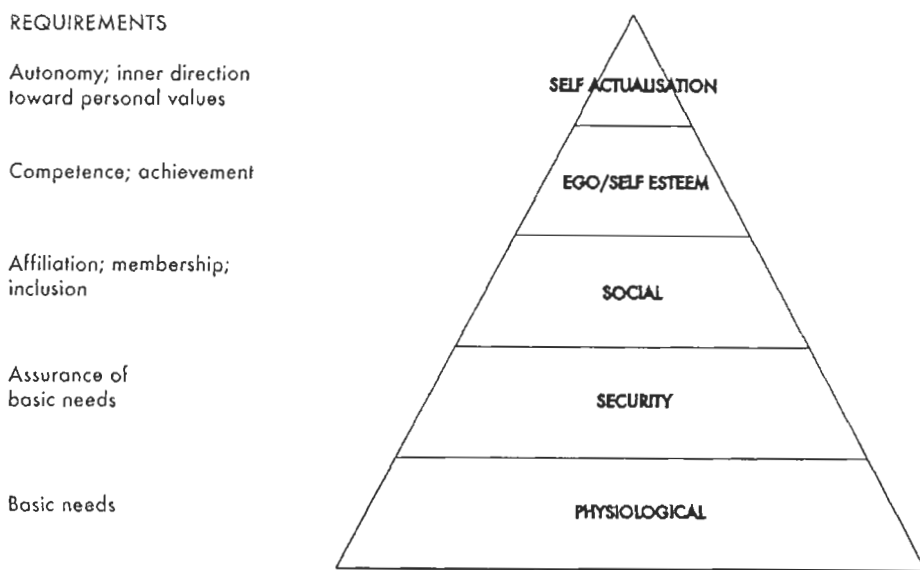 REQUIREMENTS
Autonomy; inner direction
toward personal values
SELF ACTUALISATION
Competence; achievement
EGO/SELF ESTEEM
Affiliation; membership;
inclusion
SOCIAL
Assurance of
basic needs
SECURITY
Basic needs
PHYSIOLOGICAL